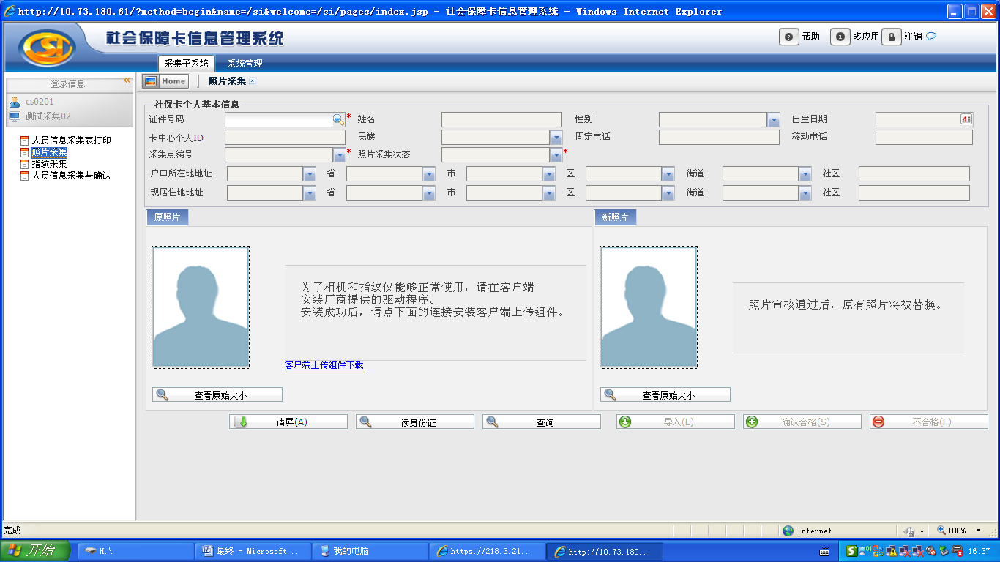 http://10.73.180.61/?method=begin&name=/si&welcome=/si/pages/index.jsp - 社会保障卡信息管理系统 - Windows Internet Explorer
CSI 社会保障卡信息管理系统 帮助 多应用 注销
采集子系统 系统管理
登录信息
cs0201
测试采集02
人员信息采集表打印
照片采集
指纹采集
人员信息采集与确认
Home 照片采集
社保卡个人基本信息
证件号码 * 姓名 性别 出生日期
卡中心个人ID 民族 固定电话 移动电话
采集点编号 * 照片采集状态 *
户口所在地地址 省 市 区 街道 社区
现居住地地址 省 市 区 街道 社区
原照片 新照片
为了相机和指纹仪能够正常使用，请在客户端
安装厂商提供的驱动程序。
安装成功后，请点下面的连接安装客户端上传组件。
客户端上传组件下载
照片审核通过后，原有照片将被替换。
查看原始大小 查看原始大小
清屏(A) 读身份证 查询 导入(L) 确认合格(S) 不合格(F)
完成 Internet 100%
开始 H:\ 最终 - Microsoft... 我的电脑 https://218.3.21... http://10.73.180... 16:37